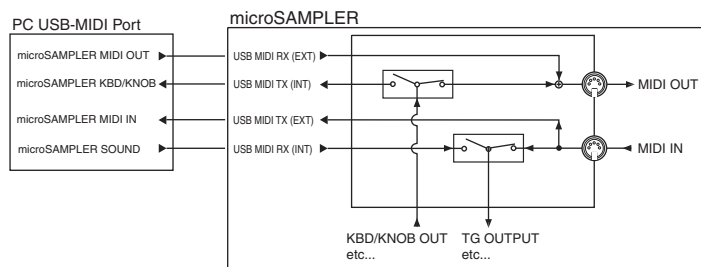 PC USB-MIDI Port
microSAMPLER
microSAMPLER MIDI OUT
USB MIDI RX (EXT)
microSAMPLER KBD/KNOB
USB MIDI TX (INT)
MIDI OUT
microSAMPLER MIDI IN
USB MIDI TX (EXT)
microSAMPLER SOUND
USB MIDI RX (INT)
MIDI IN
KBD/KNOB OUT
etc...
TG OUTPUT
etc...